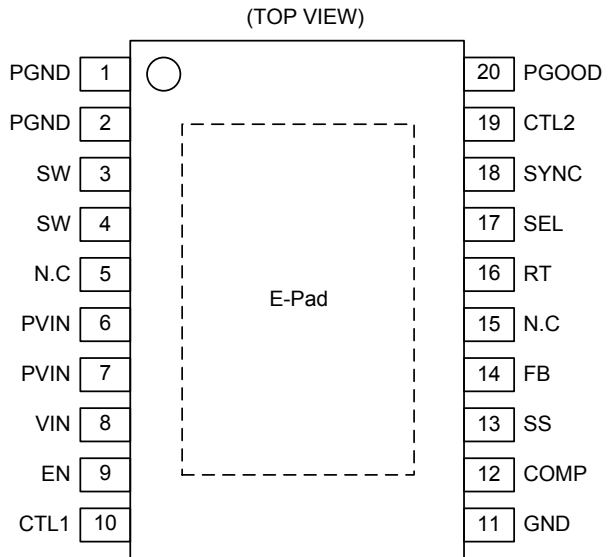 (TOP VIEW)
PGND 1 20 PGOOD
PGND 2 19 CTL2
SW 3 18 SYNC
SW 4 17 SEL
N.C 5 16 RT
E-Pad
PVIN 6 15 N.C
PVIN 7 14 FB
VIN 8 13 SS
EN 9 12 COMP
CTL1 10 11 GND